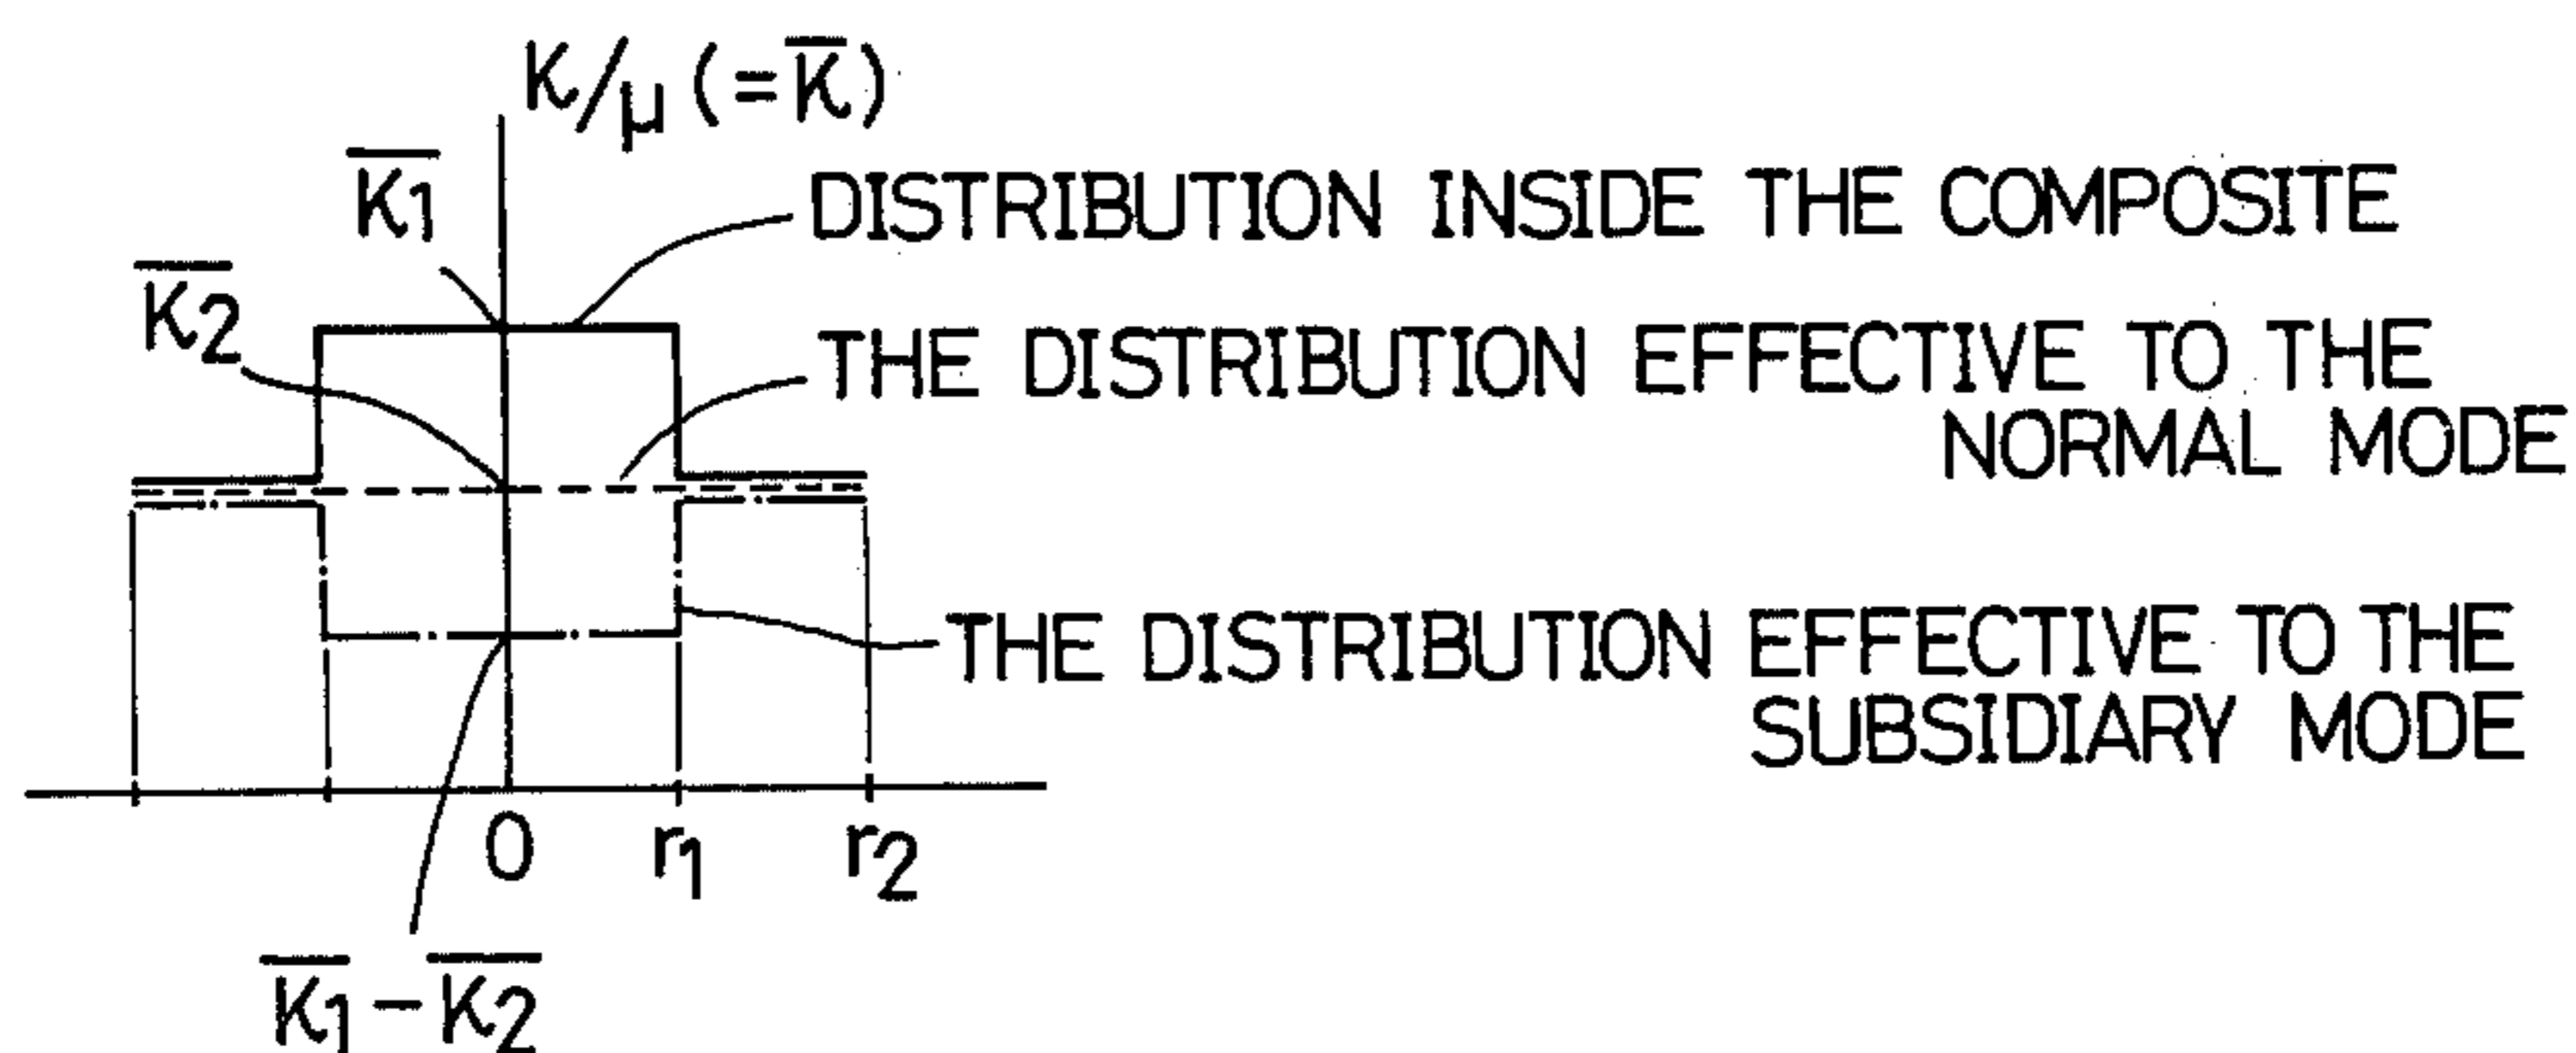 K/μ (=K̅)
K̅1
DISTRIBUTION INSIDE THE COMPOSITE
K̅2
THE DISTRIBUTION EFFECTIVE TO THE
NORMAL MODE
THE DISTRIBUTION EFFECTIVE TO THE
SUBSIDIARY MODE
0 r1 r2
K̅1-K̅2